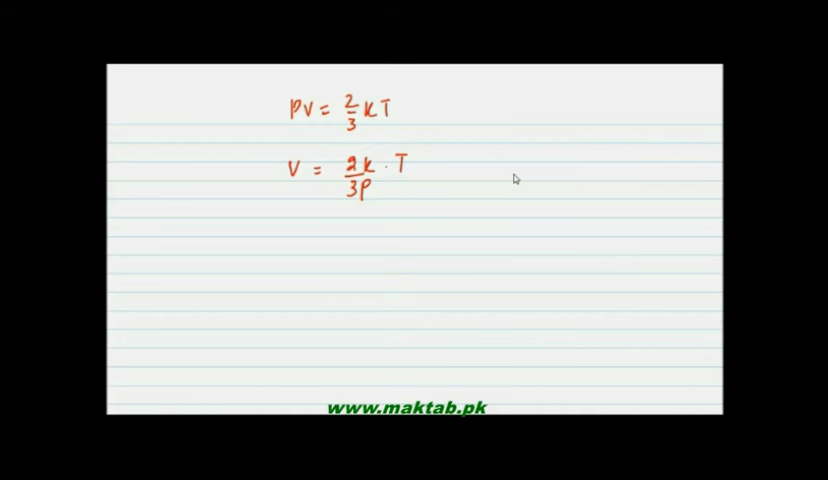 PV = 2/3 KT
V = 2K/3P . T
www.maktab.pk